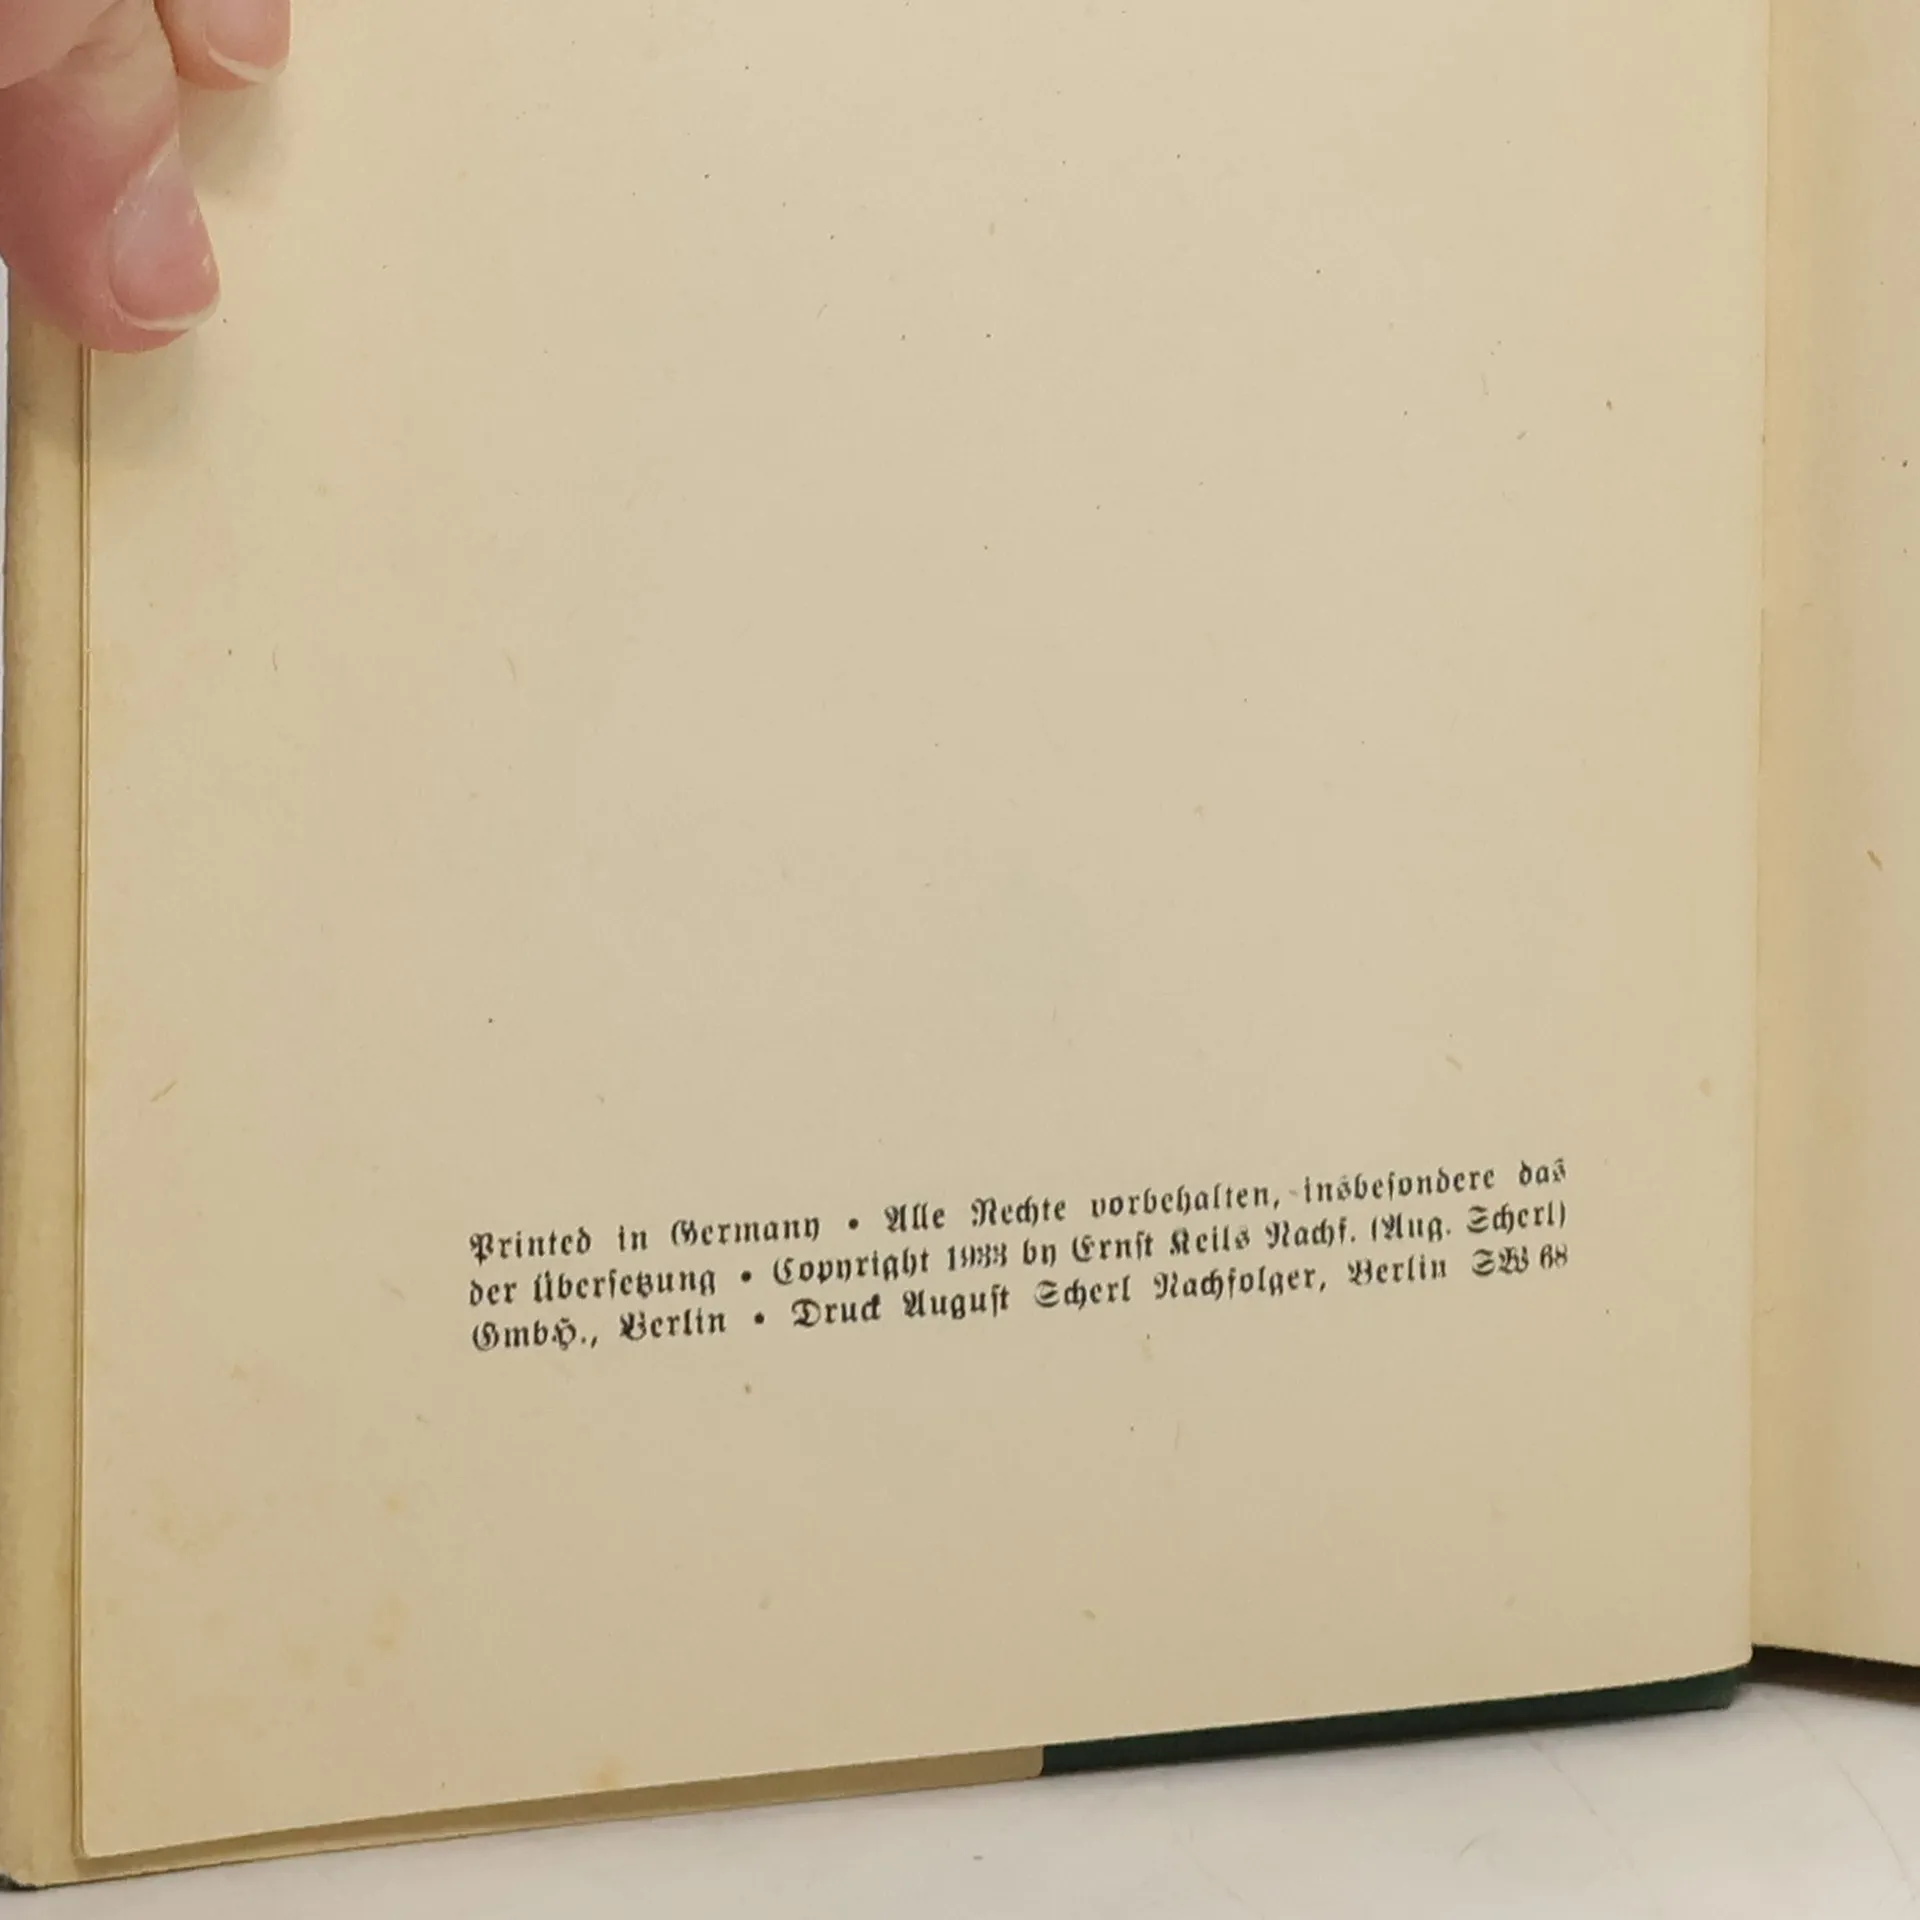 Printed in Germany • Alle Rechte vorbehalten, insbesondere das
der Übersetzung • Copyright 1933 by Ernst Keils Nachf. (Aug. Scherl)
GmbH., Berlin • Druck August Scherl Nachfolger, Berlin SW 68